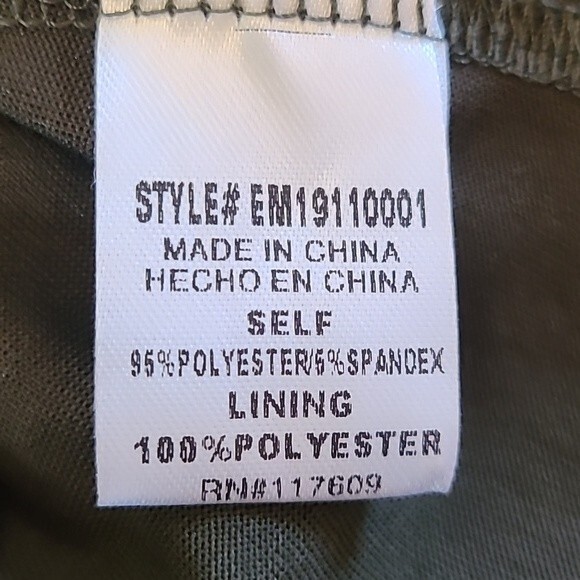 STYLE# EM19110001
MADE IN CHINA
HECHO EN CHINA
SELF
95%POLYESTER/5%SPANDEX
LINING
100%POLYESTER
RN#117609